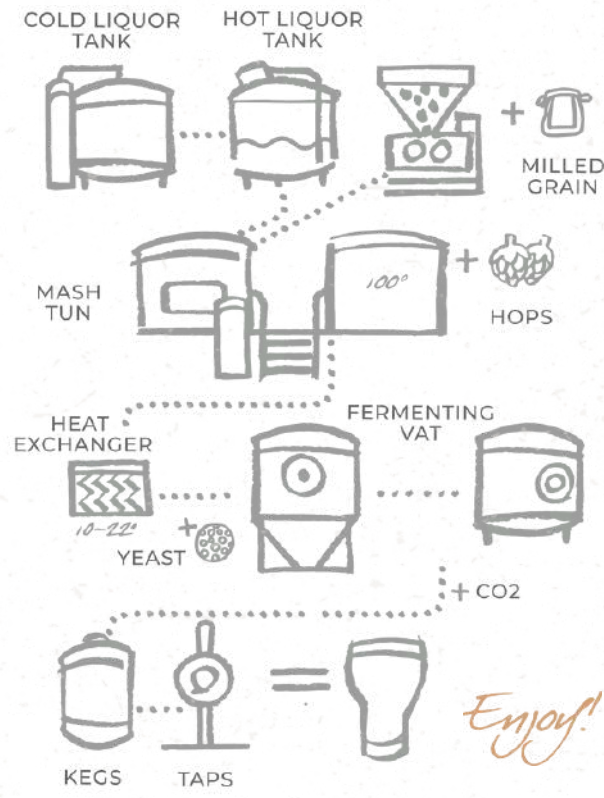 COLD LIQUOR
TANK
HOT LIQUOR
TANK
+
MILLED
GRAIN
MASH
TUN
100°
+
HOPS
HEAT
EXCHANGER
10-22°
+
YEAST
FERMENTING
VAT
+ CO2
=
KEGS
TAPS
Enjoy!